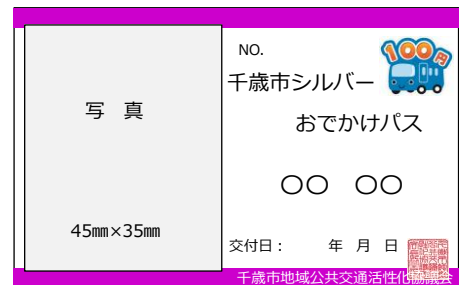 NO.
100円
千歳市シルバー
おでかけパス
写 真
○○ ○○
45mm×35mm
交付日： 年 月 日
千歳市地域公共交通活性化協議会